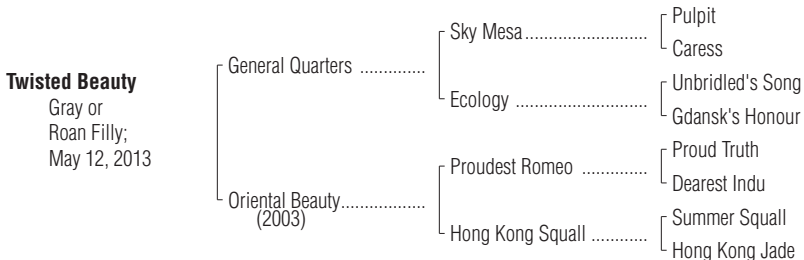 Twisted Beauty
Gray or
Roan Filly;
May 12, 2013
General Quarters ..............
Oriental Beauty..................
(2003)
Sky Mesa..........................
Ecology ............................
Proudest Romeo ..............
Hong Kong Squall ............
Pulpit
Caress
Unbridled's Song
Gdansk's Honour
Proud Truth
Dearest Indu
Summer Squall
Hong Kong Jade